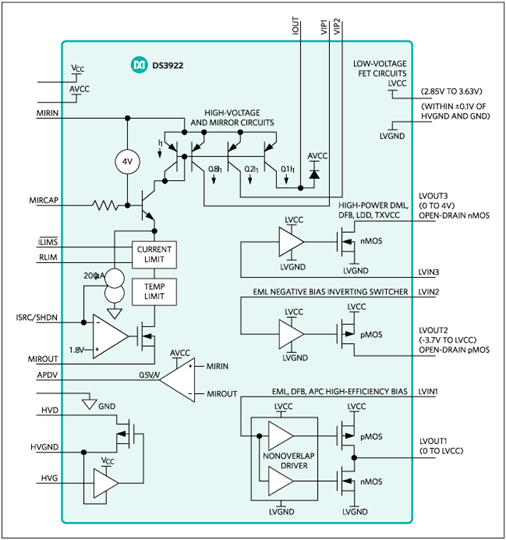 IOUT
VIP1
VIP2
DS3922
LOW-VOLTAGE
FET CIRCUITS
LVCC
(2.85V TO 3.63V)
(WITHIN ±0.1V OF
HVGND AND GND)
LVGND
VCC
AVCC
MIRIN
HIGH-VOLTAGE
AND MIRROR CIRCUITS
I1
0.8I1
0.2I1
0.1I1
AVCC
4V
MIRCAP
HIGH-POWER DML,
DFB, LDD, TXVCC
LVOUT3
(0 TO 4V)
OPEN-DRAIN nMOS
LVCC
nMOS
LVGND
LVGND
LVIN3
ILIMS
RLIM
CURRENT
LIMIT
200µA
TEMP
LIMIT
EML NEGATIVE BIAS INVERTING SWITCHER
LVIN2
LVCC
LVCC
pMOS
LVGND
LVOUT2
(-3.7V TO LVCC)
OPEN-DRAIN pMOS
ISRC/SHDN
−
1.8V
+
MIROUT
APDV
0.5V/V
AVCC
+
MIRIN
−
MIROUT
GND
EML, DFB, APC HIGH-EFFICIENCY BIAS
LVIN1
LVCC
LVCC
pMOS
NONOVERLAP
DRIVER
LVOUT1
(0 TO LVCC)
nMOS
LVGND
LVGND
HVD
HVGND
VCC
HVG